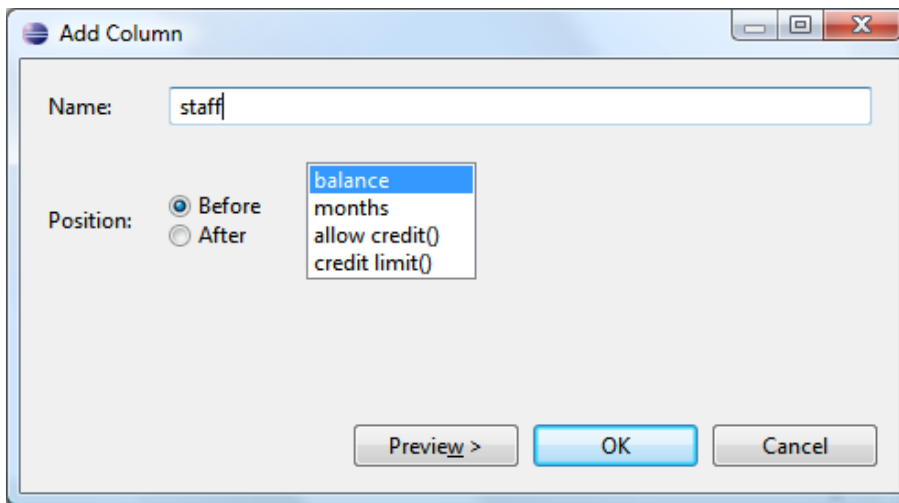 Add Column
Name: staff
Position:
Before
After
balance
months
allow credit()
credit limit()
Preview > OK Cancel